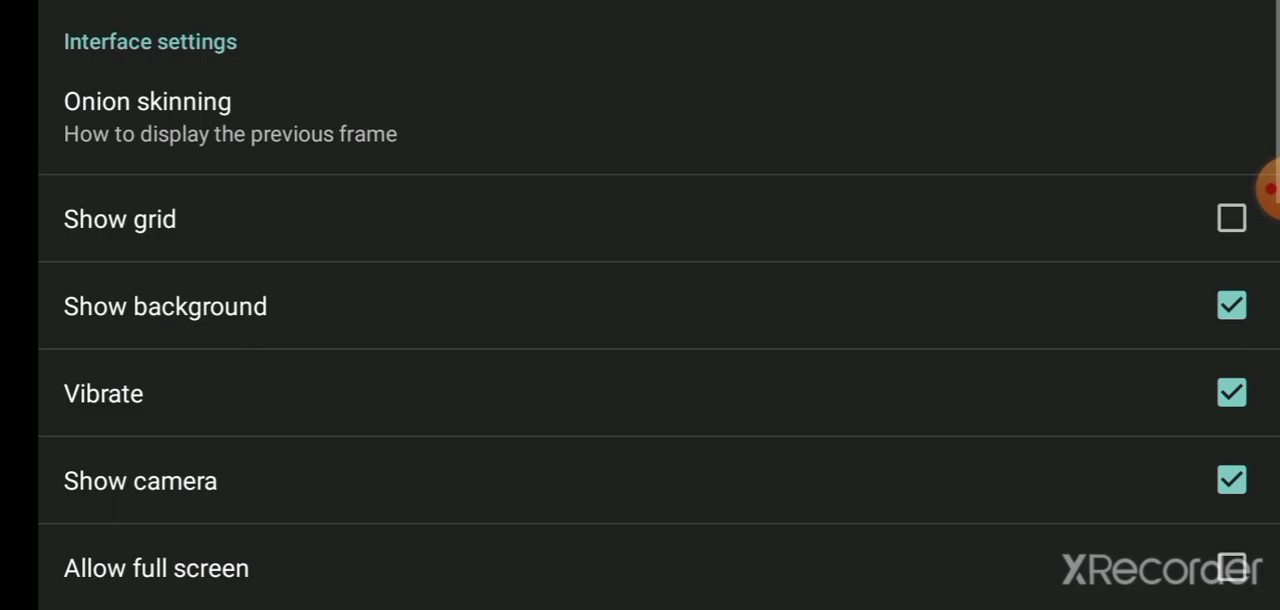 Interface settings
Onion skinning
How to display the previous frame
Show grid
Show background
Vibrate
Show camera
Allow full screen
XRecorder